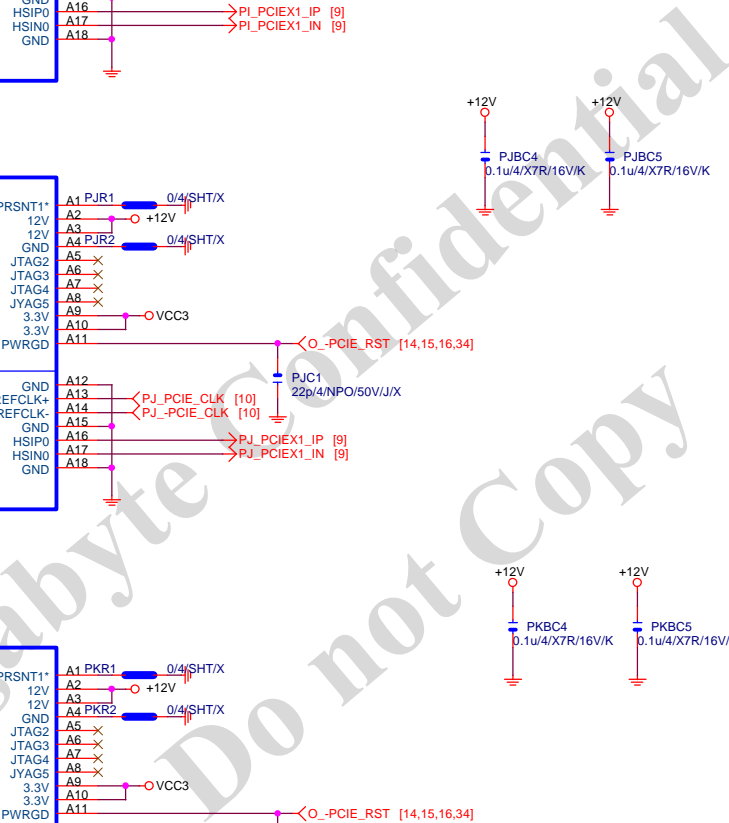 GND
HSIP0 A16 PI_PCIEX1_IP [9]
HSIN0 A17 PI_PCIEX1_IN [9]
GND A18
+12V +12V
PJBC4 PJBC5
0.1u/4/X7R/16V/K 0.1u/4/X7R/16V/K
PRSNT1* A1 PJR1 0/4/SHT/X
12V A2 +12V
12V A3
GND A4 PJR2 0/4/SHT/X
JTAG2 A5
JTAG3 A6
JTAG4 A7
JYAG5 A8
3.3V A9 VCC3
3.3V A10
PWRGD A11 O_-PCIE_RST [14,15,16,34]
PJC1
22p/4/NPO/50V/J/X
GND A12
REFCLK+ A13 PJ_PCIE_CLK [10]
REFCLK- A14 PJ_-PCIE_CLK [10]
GND A15
HSIP0 A16 PJ_PCIEX1_IP [9]
HSIN0 A17 PJ_PCIEX1_IN [9]
GND A18
+12V +12V
PKBC4 PKBC5
0.1u/4/X7R/16V/K 0.1u/4/X7R/16V/
PRSNT1* A1 PKR1 0/4/SHT/X
12V A2 +12V
12V A3
GND A4 PKR2 0/4/SHT/X
JTAG2 A5
JTAG3 A6
JTAG4 A7
JYAG5 A8
3.3V A9 VCC3
3.3V A10
PWRGD A11 O_-PCIE_RST [14,15,16,34]
gabyte Confidential
Do not Copy